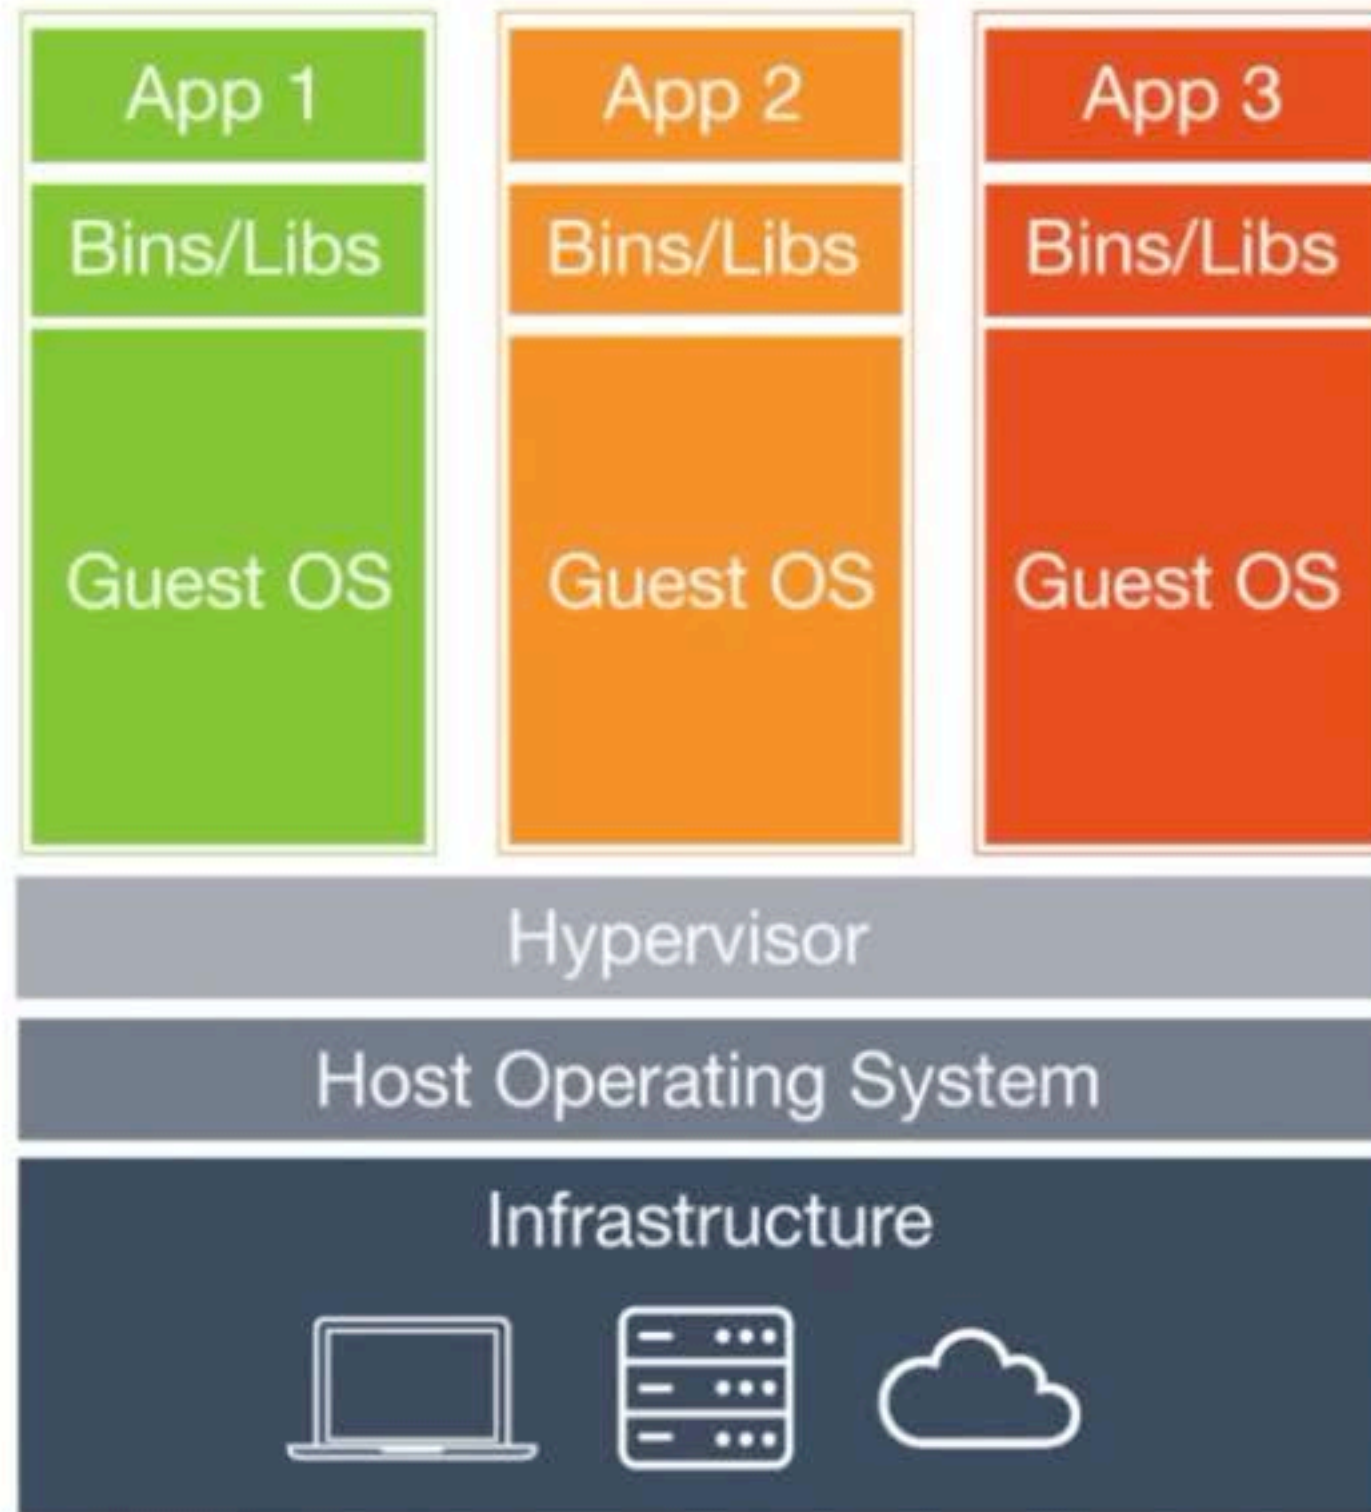 App 1
App 2
App 3
Bins/Libs
Bins/Libs
Bins/Libs
Guest OS
Guest OS
Guest OS
Hypervisor
Host Operating System
Infrastructure